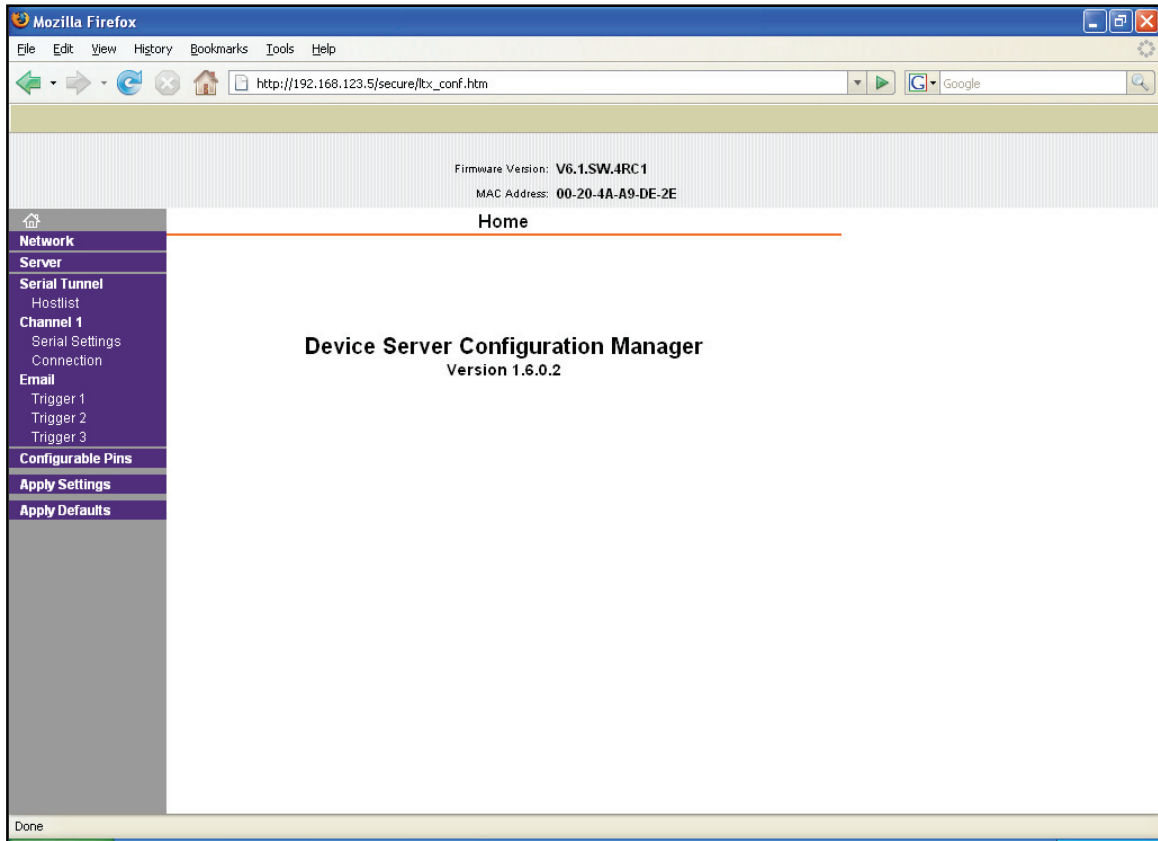 Mozilla Firefox
File Edit View History Bookmarks Tools Help
http://192.168.123.5/secure/ltx_conf.htm
G Google
Firmware Version: V6.1.SW.4RC1
MAC Address: 00-20-4A-A9-DE-2E
Home
Network
Server
Serial Tunnel
Hostlist
Channel 1
Serial Settings
Connection
Email
Trigger 1
Trigger 2
Trigger 3
Configurable Pins
Apply Settings
Apply Defaults
Device Server Configuration Manager
Version 1.6.0.2
Done